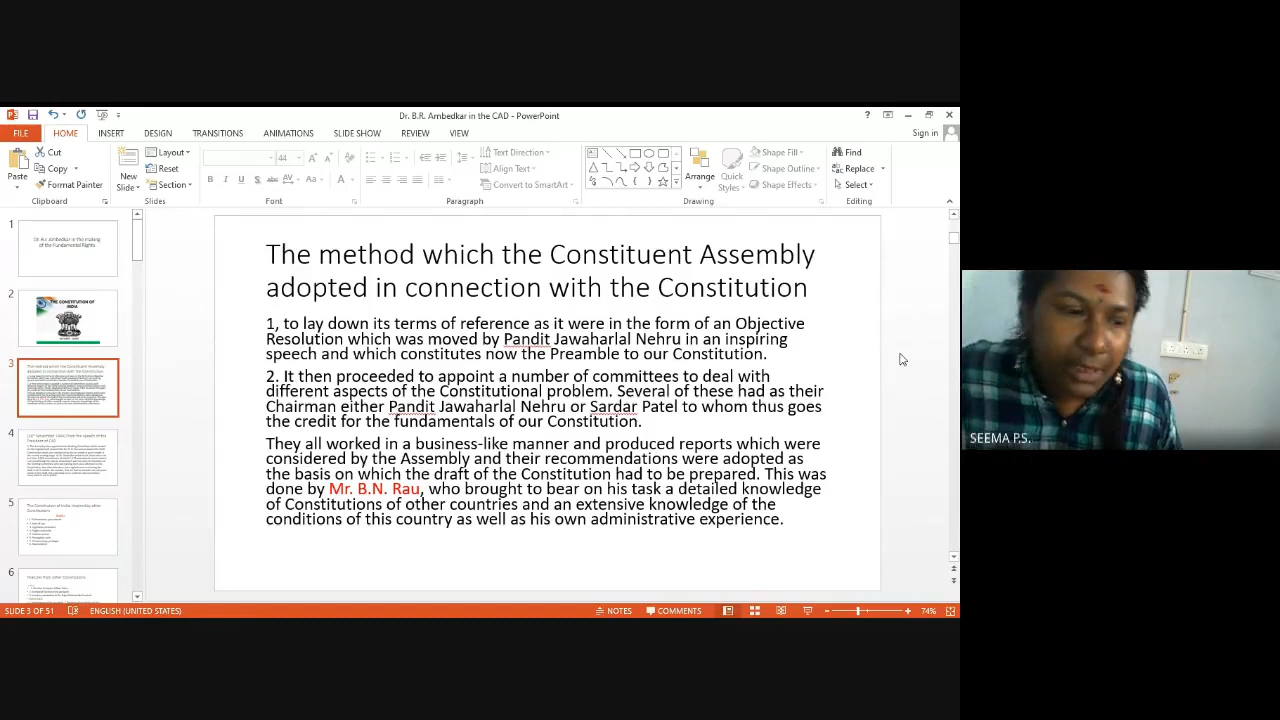 Dr. B.R. Ambedkar in the CAD - PowerPoint
FILE HOME INSERT DESIGN TRANSITIONS ANIMATIONS SLIDE SHOW REVIEW VIEW Sign in
Cut Layout 44 Text Direction Shape Fill Find
Paste Copy New Slide Reset Align Text Arrange Quick Styles Shape Outline Replace
Format Painter Section Convert to SmartArt Shape Effects Select
Clipboard Slides Font Paragraph Drawing Editing
The method which the Constituent Assembly
adopted in connection with the Constitution
1, to lay down its terms of reference as it were in the form of an Objective
Resolution which was moved by Pandit Jawaharlal Nehru in an inspiring
speech and which constitutes now the Preamble to our Constitution.
2. It then proceeded to appoint a number of committees to deal with
different aspects of the Constitutional problem. Several of these had as their
Chairman either Pandit Jawaharlal Nehru or Sardar Patel to whom thus goes
the credit for the fundamentals of our Constitution.
They all worked in a business-like manner and produced reports which were
considered by the Assembly and their recommendations were adopted as
the basis on which the draft of the Constitution had to be prepared. This was
done by Mr. B.N. Rau, who brought to bear on his task a detailed knowledge
of Constitutions of other countries and an extensive knowledge of the
conditions of this country as well as his own administrative experience.
1
2
THE CONSTITUTION OF
INDIA
3
4
5
6
SLIDE 3 OF 51 ENGLISH (UNITED STATES) NOTES COMMENTS 74%
SEEMA P.S.